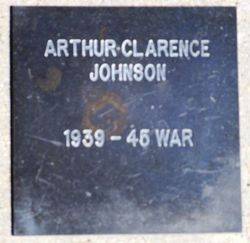 ARTHUR CLARENCE
JOHNSON
1939 - 45 WAR